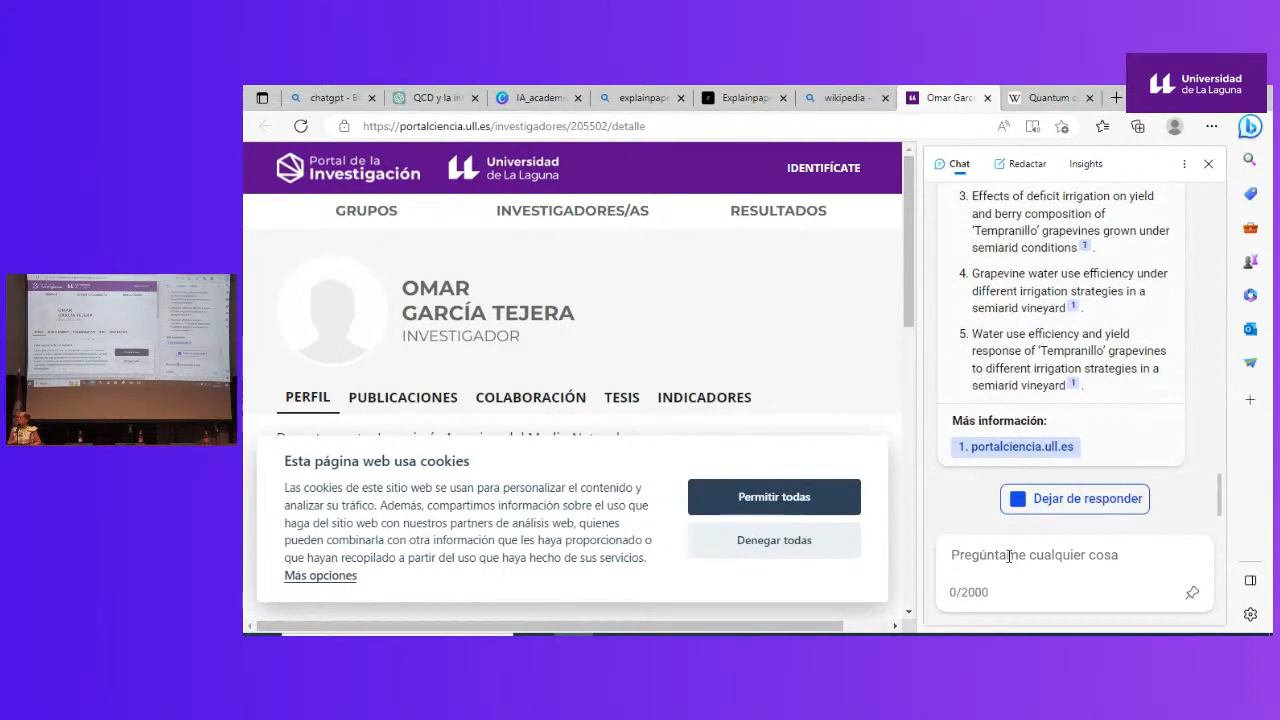 Universidad
de La Laguna
chatgpt - Bi
QCD y la int
IA_academi
explainpape
Explainpape
wikipedia -
Omar Garc
Quantum c
https://portalciencia.ull.es/investigadores/205502/detalle
Portal de la
Investigación
Universidad
de La Laguna
IDENTIFÍCATE
GRUPOS
INVESTIGADORES/AS
RESULTADOS
OMAR
GARCÍA TEJERA
INVESTIGADOR
PERFIL
PUBLICACIONES
COLABORACIÓN
TESIS
INDICADORES
Esta página web usa cookies
Las cookies de este sitio web se usan para personalizar el contenido y
analizar su tráfico. Además, compartimos información sobre el uso que
haga del sitio web con nuestros partners de análisis web, quienes
pueden combinarla con otra información que les haya proporcionado o
que hayan recopilado a partir del uso que haya hecho de sus servicios.
Más opciones
Permitir todas
Denegar todas
Chat
Redactar
Insights
3. Effects of deficit irrigation on yield
and berry composition of
'Tempranillo' grapevines grown under
semiarid conditions 1 .
4. Grapevine water use efficiency under
different irrigation strategies in a
semiarid vineyard 1 .
5. Water use efficiency and yield
response of 'Tempranillo' grapevines
to different irrigation strategies in a
semiarid vineyard 1 .
Más información:
1. portalciencia.ull.es
Dejar de responder
Pregúntame cualquier cosa
0/2000